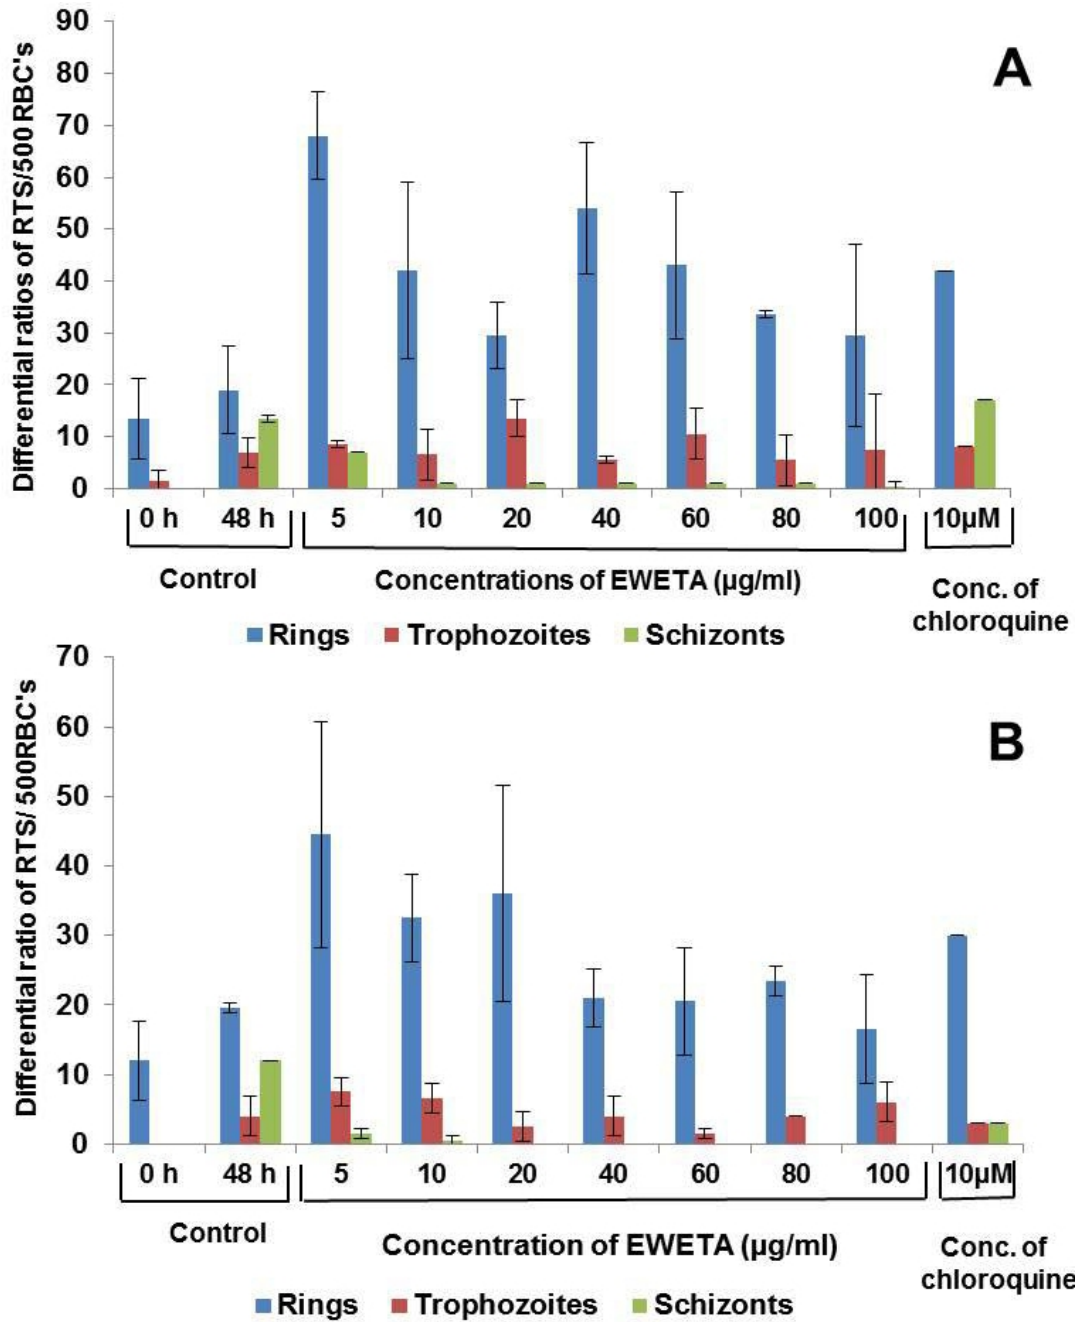 A
Differential ratios of RTS/500 RBC's
90
80
70
60
50
40
30
20
10
0
0 h 48 h 5 10 20 40 60 80 100 10µM
Control Concentrations of EWETA (µg/ml) Conc. of
chloroquine
Rings Trophozoites Schizonts
B
Differential ratio of RTS/ 500RBC's
70
60
50
40
30
20
10
0
0 h 48 h 5 10 20 40 60 80 100 10µM
Control Concentration of EWETA (µg/ml) Conc. of
chloroquine
Rings Trophozoites Schizonts